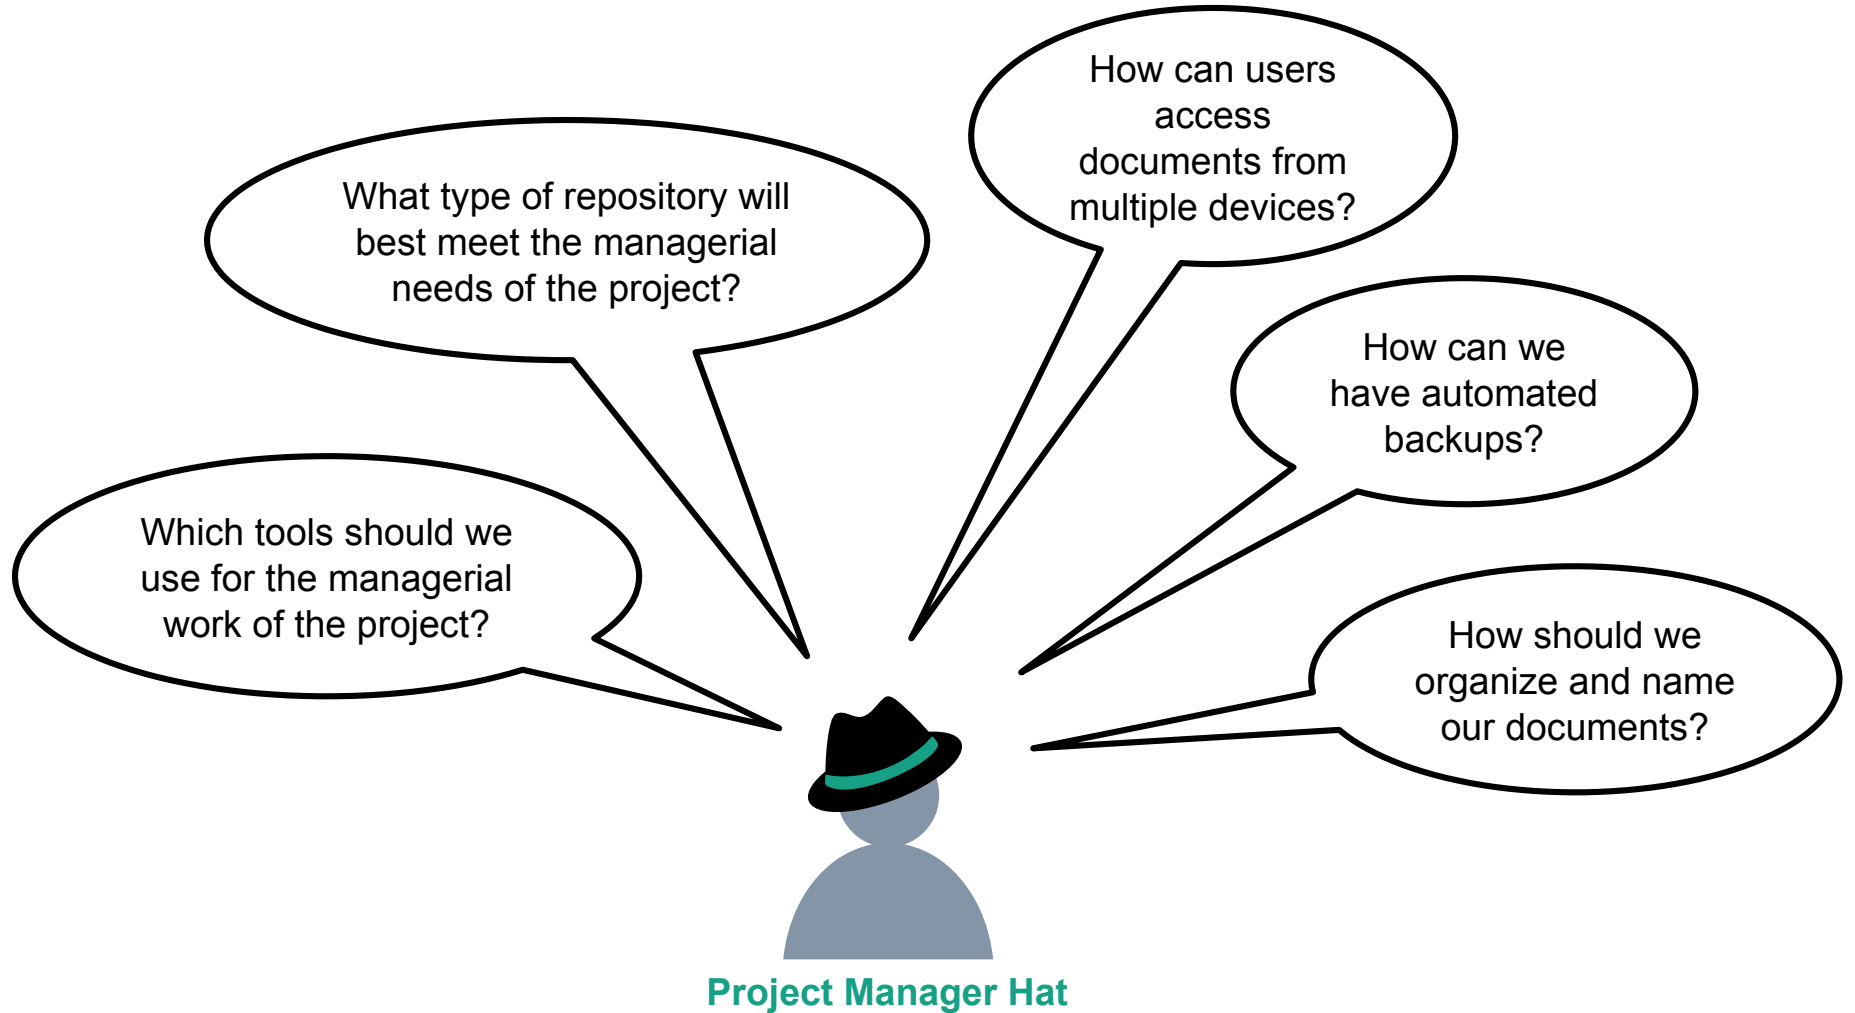 How can users
access
documents from
multiple devices?
What type of repository will
best meet the managerial
needs of the project?
How can we
have automated
backups?
Which tools should we
use for the managerial
work of the project?
How should we
organize and name
our documents?
Project Manager Hat